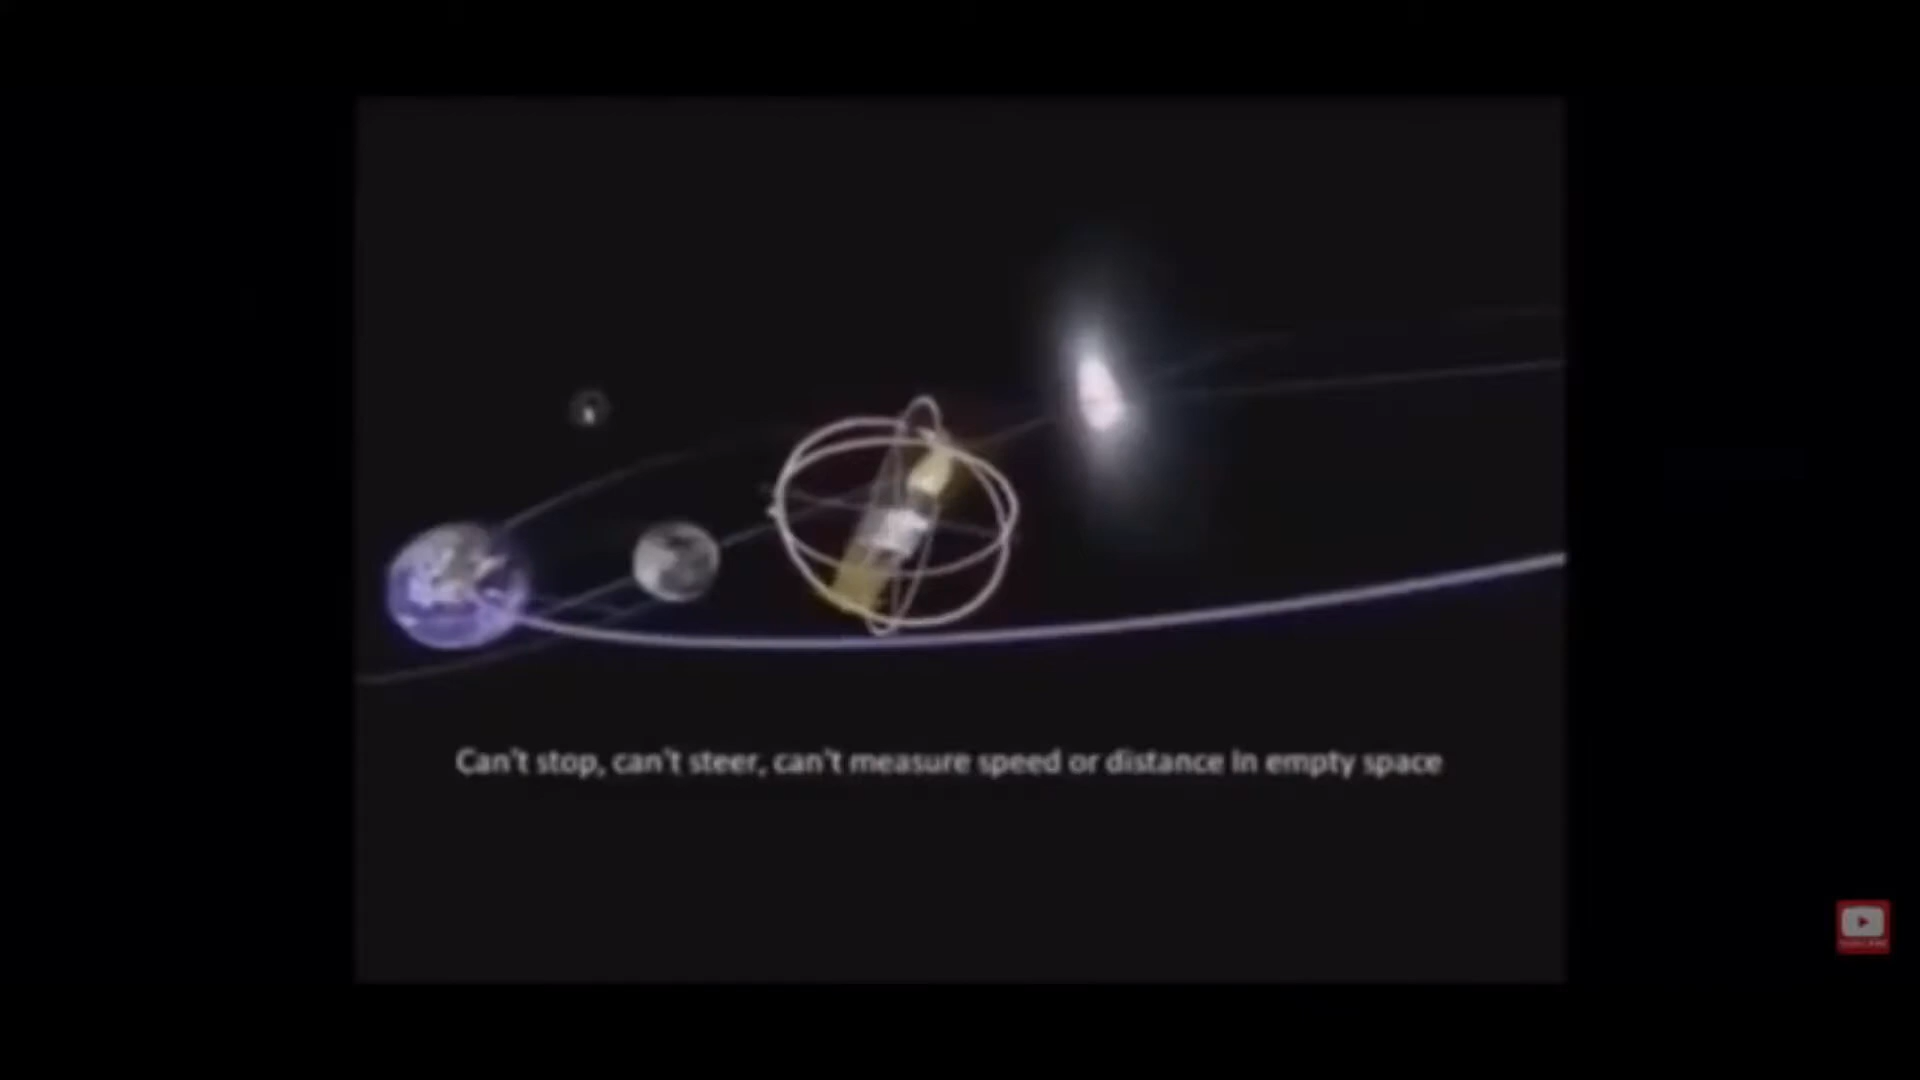 Can't stop, can't steer, can't measure speed or distance in empty space